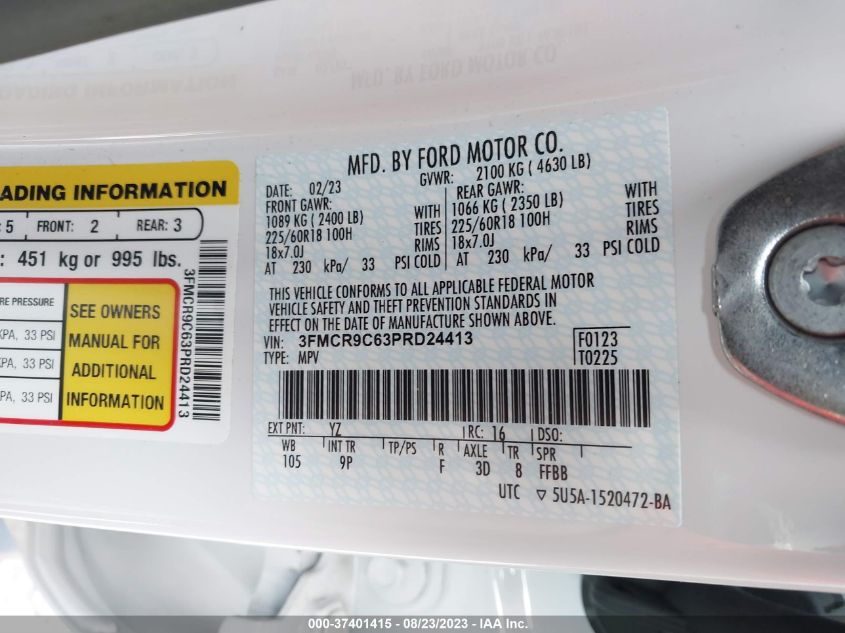 MFD. BY FORD MOTOR CO.
DATE: 02/23 GVWR: 2100 KG ( 4630 LB)
FRONT GAWR: REAR GAWR:
1089 KG ( 2400 LB) WITH 1066 KG ( 2350 LB) WITH
225/60R18 100H TIRES 225/60R18 100H TIRES
18x7.0J RIMS 18x7.0J RIMS
AT 230 kPa/ 33 PSI COLD AT 230 kPa/ 33 PSI COLD
THIS VEHICLE CONFORMS TO ALL APPLICABLE FEDERAL MOTOR
VEHICLE SAFETY AND THEFT PREVENTION STANDARDS IN
EFFECT ON THE DATE OF MANUFACTURE SHOWN ABOVE.
VIN: 3FMCR9C63PRD24413 F0123
TYPE: MPV T0225
EXT PNT: YZ RC: 16 DSO:
WB INT TR TP/PS R AXLE TR SPR
105 9P F 3D 8 FFBB
UTC ▽ 5U5A-1520472-BA
ADING INFORMATION
: 5 FRONT: 2 REAR: 3
: 451 kg or 995 lbs.
RE PRESSURE
KPA, 33 PSI
KPA, 33 PSI
PA, 33 PSI
SEE OWNERS
MANUAL FOR
ADDITIONAL
INFORMATION
3FMCR9C63PRD24413
000-37401415 - 08/23/2023 - IAA Inc.